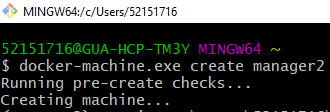 MINGW64:/c/Users/52151716
52151716@GUA-HCP-TM3Y MINGW64 ~
$ docker-machine.exe create manager2
Running pre-create checks...
Creating machine...